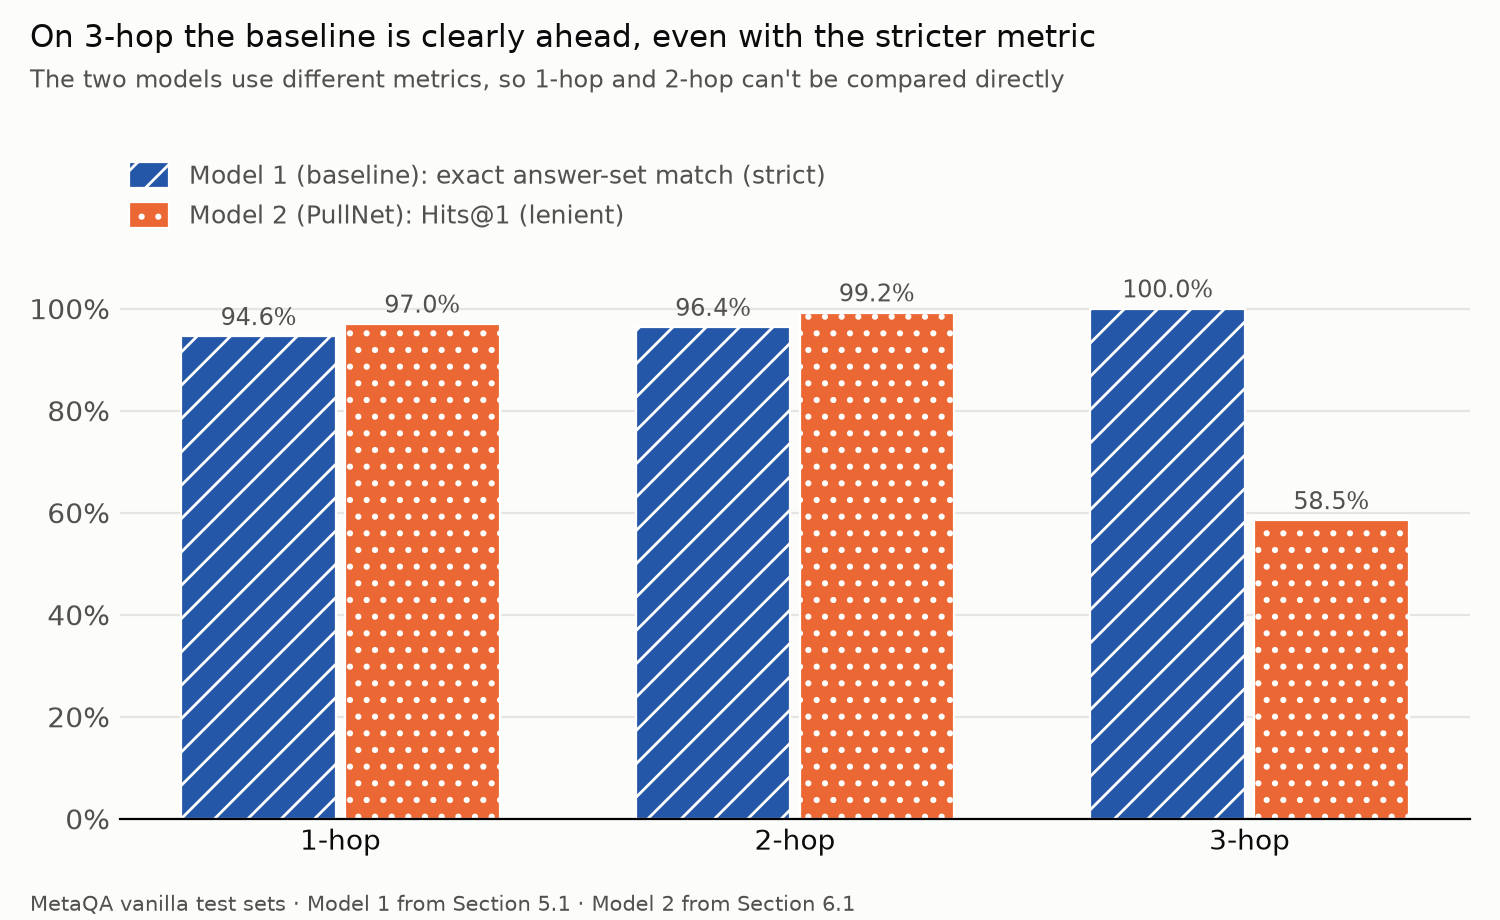 On 3-hop the baseline is clearly ahead, even with the stricter metric
The two models use different metrics, so 1-hop and 2-hop can't be compared directly
Model 1 (baseline): exact answer-set match (strict)
Model 2 (PullNet): Hits@1 (lenient)
100%
80%
60%
40%
20%
0%
94.6%
97.0%
96.4%
99.2%
100.0%
58.5%
1-hop
2-hop
3-hop
MetaQA vanilla test sets · Model 1 from Section 5.1 · Model 2 from Section 6.1